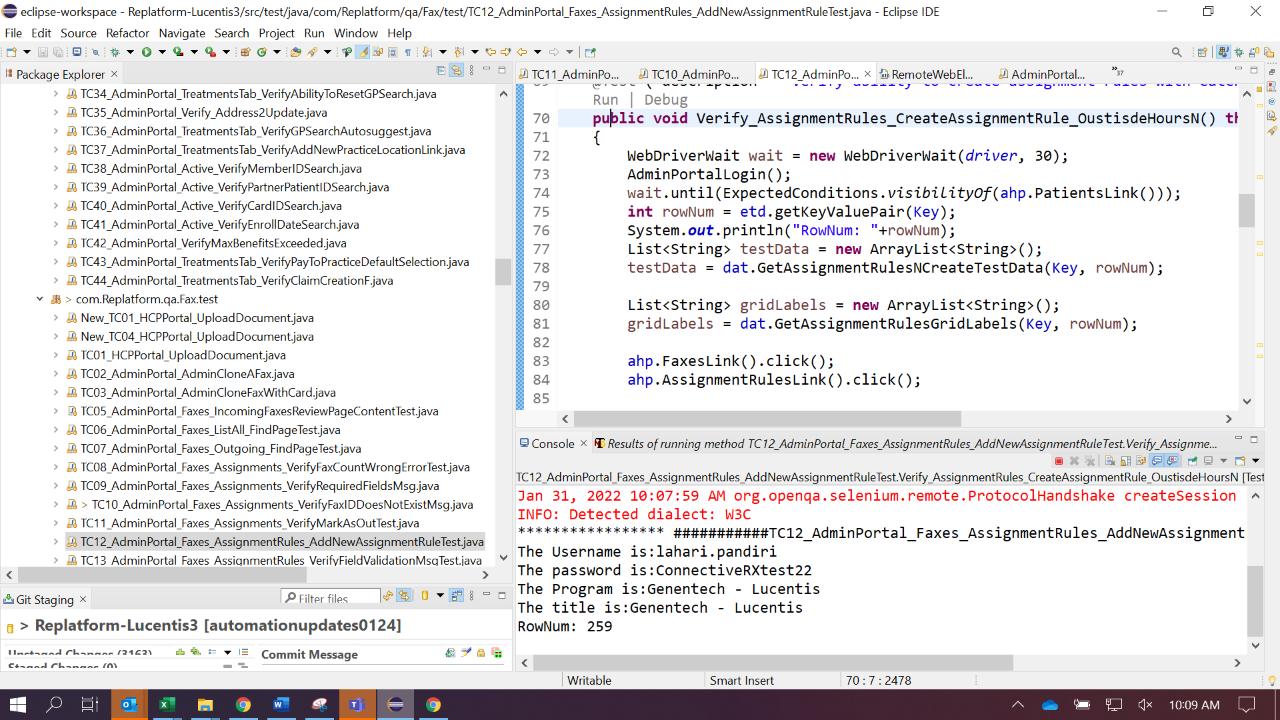 eclipse-workspace - Replatform-Lucentis3/src/test/java/com/Replatform/qa/Fax/test/TC12_AdminPortal_Faxes_AssignmentRules_AddNewAssignmentRuleTest.java - Eclipse IDE
File Edit Source Refactor Navigate Search Project Run Window Help
Package Explorer
TC34_AdminPortal_TreatmentsTab_VerifyAbilityToResetGPSearch.java
TC35_AdminPortal_Verify_Address2Update.java
TC36_AdminPortal_TreatmentsTab_VerifyGPSearchAutosuggest.java
TC37_AdminPortal_TreatmentsTab_VerifyAddNewPracticeLocationLink.java
TC38_AdminPortal_Active_VerifyMemberIDSearch.java
TC39_AdminPortal_Active_VerifyPartnerPatientIDSearch.java
TC40_AdminPortal_Active_VerifyCardIDSearch.java
TC41_AdminPortal_Active_VerifyEnrollDateSearch.java
TC42_AdminPortal_VerifyMaxBenefitsExceeded.java
TC43_AdminPortal_TreatmentsTab_VerifyPayToPracticeDefaultSelection.java
TC44_AdminPortal_TreatmentsTab_VerifyClaimCreationF.java
> com.Replatform.qa.Fax.test
New_TC01_HCPPortal_UploadDocument.java
New_TC04_HCPPortal_UploadDocument.java
TC01_HCPPortal_UploadDocument.java
TC02_AdminPortal_AdminCloneAFax.java
TC03_AdminPortal_AdminCloneFaxWithCard.java
TC05_AdminPortal_Faxes_IncomingFaxesReviewPageContentTest.java
TC06_AdminPortal_Faxes_ListAll_FindPageTest.java
TC07_AdminPortal_Faxes_Outgoing_FindPageTest.java
TC08_AdminPortal_Faxes_Assignments_VerifyFaxCountWrongErrorTest.java
TC09_AdminPortal_Faxes_Assignments_VerifyRequiredFieldsMsg.java
> TC10_AdminPortal_Faxes_Assignments_VerifyFaxIDDoesNotExistMsg.java
TC11_AdminPortal_Faxes_Assignments_VerifyMarkAsOutTest.java
TC12_AdminPortal_Faxes_AssignmentRules_AddNewAssignmentRuleTest.java
TC13_AdminPortal_Faxes_AssignmentRules_VerifyFieldValidationMsgTest.java
Git Staging
Filter files
> Replatform-Lucentis3 [automationupdates0124]
Unstaged Changes (3163)
Commit Message
Staged Changes (0)
TC11_AdminPo... TC10_AdminPo... TC12_AdminPo... RemoteWebEl... AdminPortal... »37
Run | Debug
70 public void Verify_AssignmentRules_CreateAssignmentRule_OustisdeHoursN() th
71 {
72 WebDriverWait wait = new WebDriverWait(driver, 30);
73 AdminPortalLogin();
74 wait.until(ExpectedConditions.visibilityOf(ahp.PatientsLink()));
75 int rowNum = etd.getKeyValuePair(Key);
76 System.out.println("RowNum: "+rowNum);
77 List<String> testData = new ArrayList<String>();
78 testData = dat.GetAssignmentRulesNCreateTestData(Key, rowNum);
79
80 List<String> gridLabels = new ArrayList<String>();
81 gridLabels = dat.GetAssignmentRulesGridLabels(Key, rowNum);
82
83 ahp.FaxesLink().click();
84 ahp.AssignmentRulesLink().click();
85
Console Results of running method TC12_AdminPortal_Faxes_AssignmentRules_AddNewAssignmentRuleTest.Verify_Assignme...
TC12_AdminPortal_Faxes_AssignmentRules_AddNewAssignmentRuleTest.Verify_AssignmentRules_CreateAssignmentRule_OustisdeHoursN [Test
Jan 31, 2022 10:07:59 AM org.openqa.selenium.remote.ProtocolHandshake createSession
INFO: Detected dialect: W3C
***************** ###########TC12_AdminPortal_Faxes_AssignmentRules_AddNewAssignment
The Username is:lahari.pandiri
The password is:ConnectiveRXtest22
The Program is:Genentech - Lucentis
The title is:Genentech - Lucentis
RowNum: 259
Writable Smart Insert 70 : 7 : 2478
10:09 AM